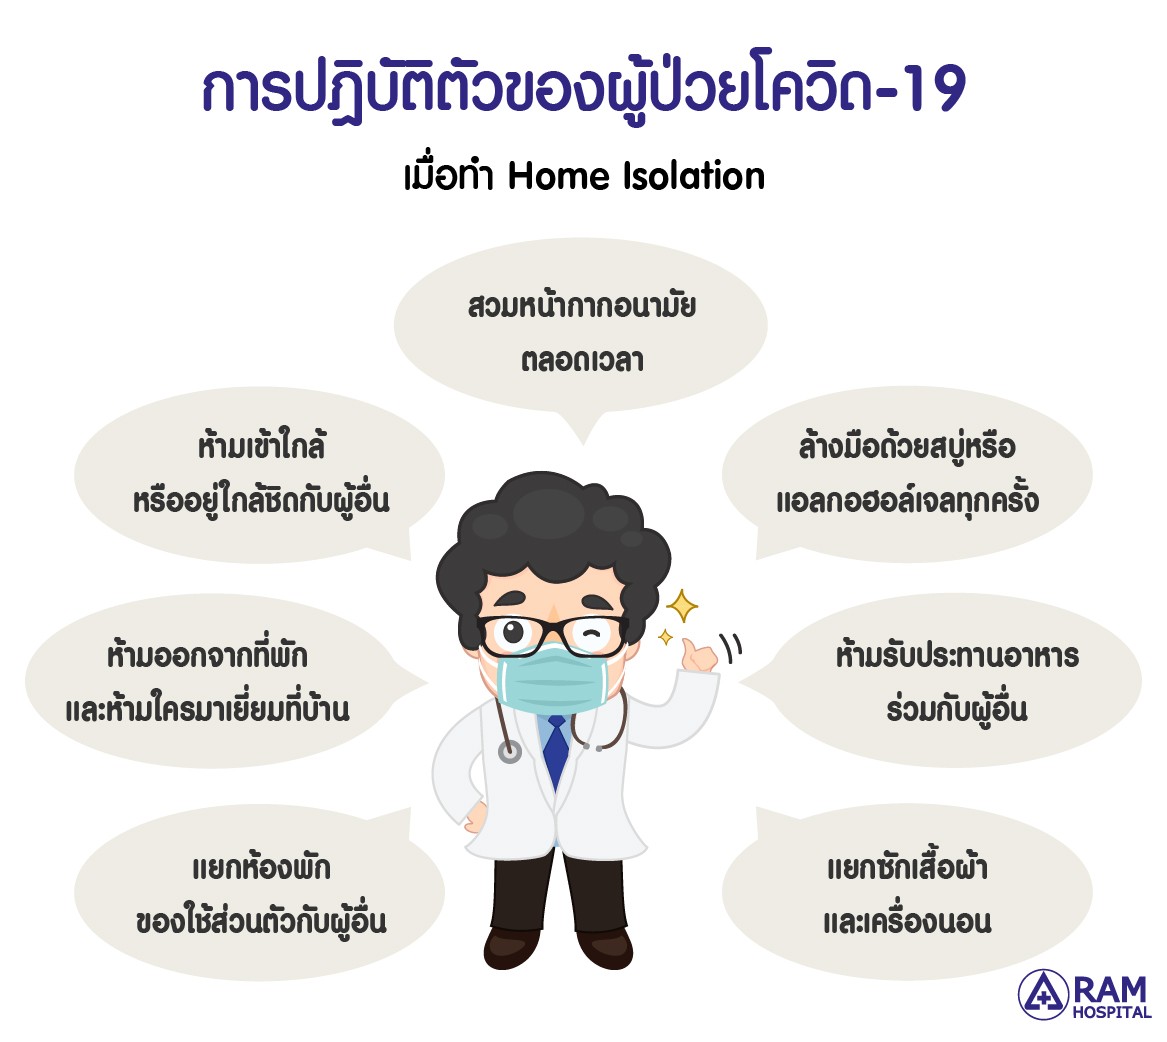 การปฏิบัติตัวของผู้ป่วยโควิด-19
เมื่อทำ Home Isolation
สวมหน้ากากอนามัย
ตลอดเวลา
ห้ามเข้าใกล้
หรืออยู่ใกล้ชิดกับผู้อื่น
ล้างมือด้วยสบู่หรือ
แอลกอฮอล์เจลทุกครั้ง
ห้ามออกจากที่พัก
และห้ามใครมาเยี่ยมที่บ้าน
ห้ามรับประทานอาหาร
ร่วมกับผู้อื่น
แยกห้องพัก
ของใช้ส่วนตัวกับผู้อื่น
แยกซักเสื้อผ้า
และเครื่องนอน
RAM
HOSPITAL